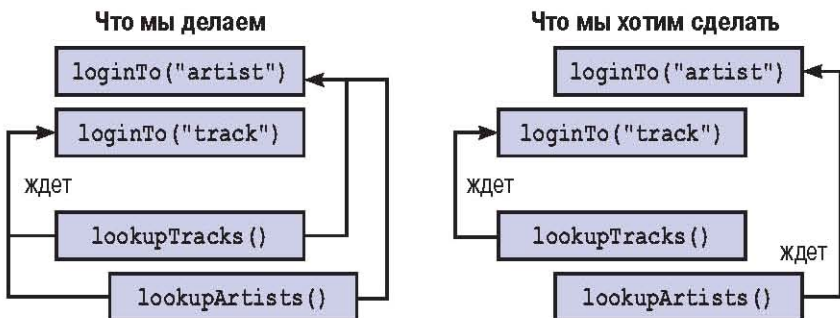 Что мы делаем
loginTo("artist")
loginTo("track")
ждет
lookupTracks()
lookupArtists()
Что мы хотим сделать
loginTo("artist")
loginTo("track")
ждет
lookupTracks()
ждет
lookupArtists()